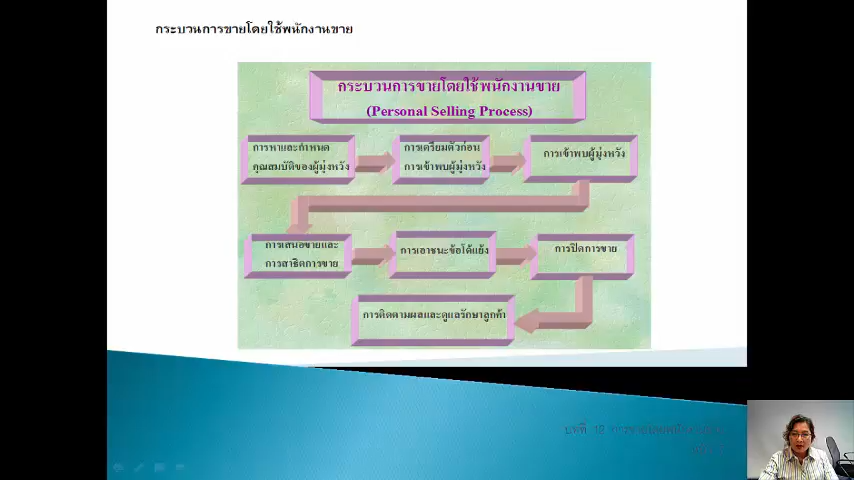 กระบวนการขายโดยใช้พนักงานขาย
กระบวนการขายโดยใช้พนักงานขาย
(Personal Selling Process)
การหาและกำหนด
คุณสมบัติของผู้มุ่งหวัง
การเตรียมตัวก่อน
การเข้าพบผู้มุ่งหวัง
การเข้าพบผู้มุ่งหวัง
การเสนอขายและ
การสาธิตการขาย
การเอาชนะข้อโต้แย้ง
การปิดการขาย
การติดตามผลและดูแลรักษาลูกค้า
บทที่